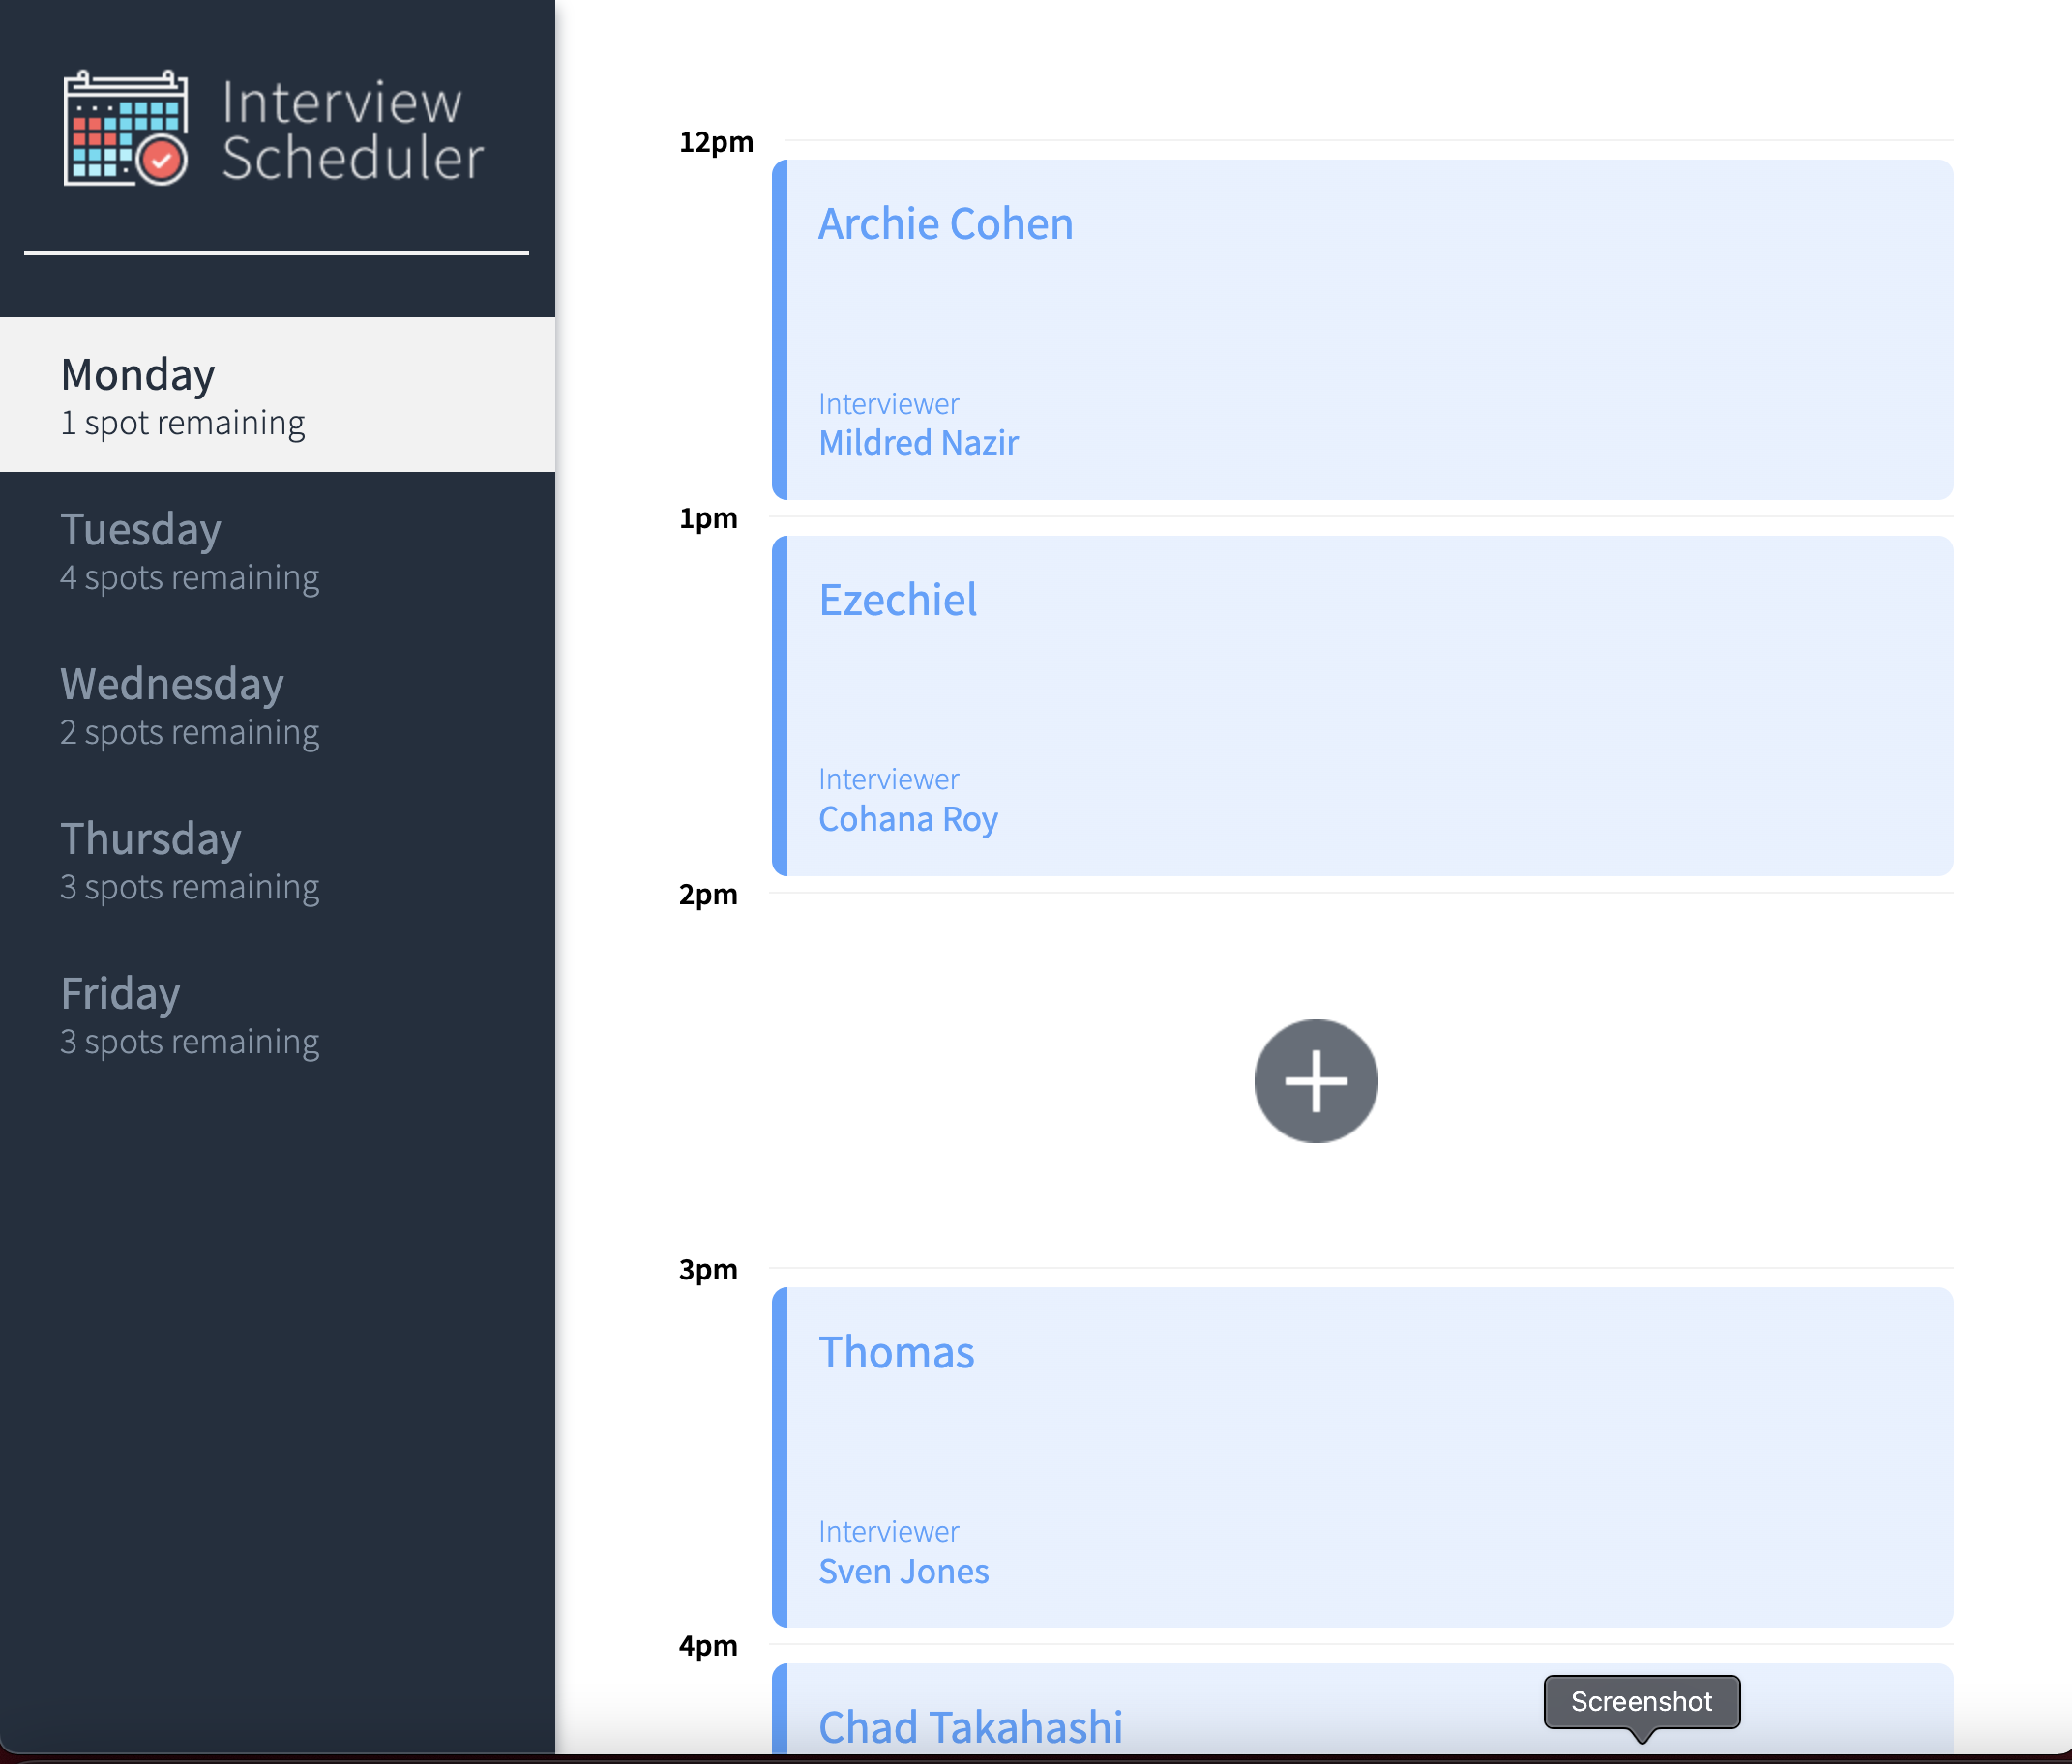 Interview
Scheduler
Monday
1 spot remaining
Tuesday
4 spots remaining
Wednesday
2 spots remaining
Thursday
3 spots remaining
Friday
3 spots remaining
12pm
Archie Cohen
Interviewer
Mildred Nazir
1pm
Ezechiel
Interviewer
Cohana Roy
2pm
3pm
Thomas
Interviewer
Sven Jones
4pm
Chad Takahashi
Screenshot